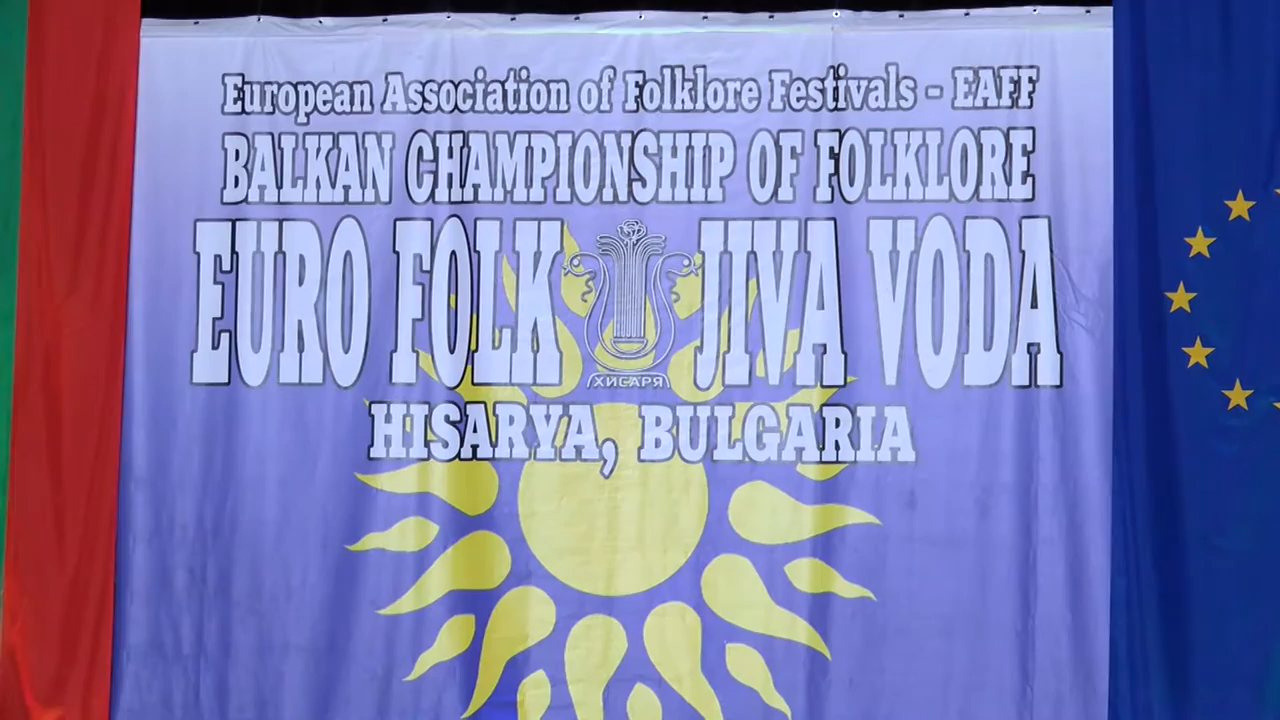 European Association of Folklore Festivals - EAFF
BALKAN CHAMPIONSHIP OF FOLKLORE
EURO FOLK JIVA VODA
ХИСАРЯ
HISARYA, BULGARIA